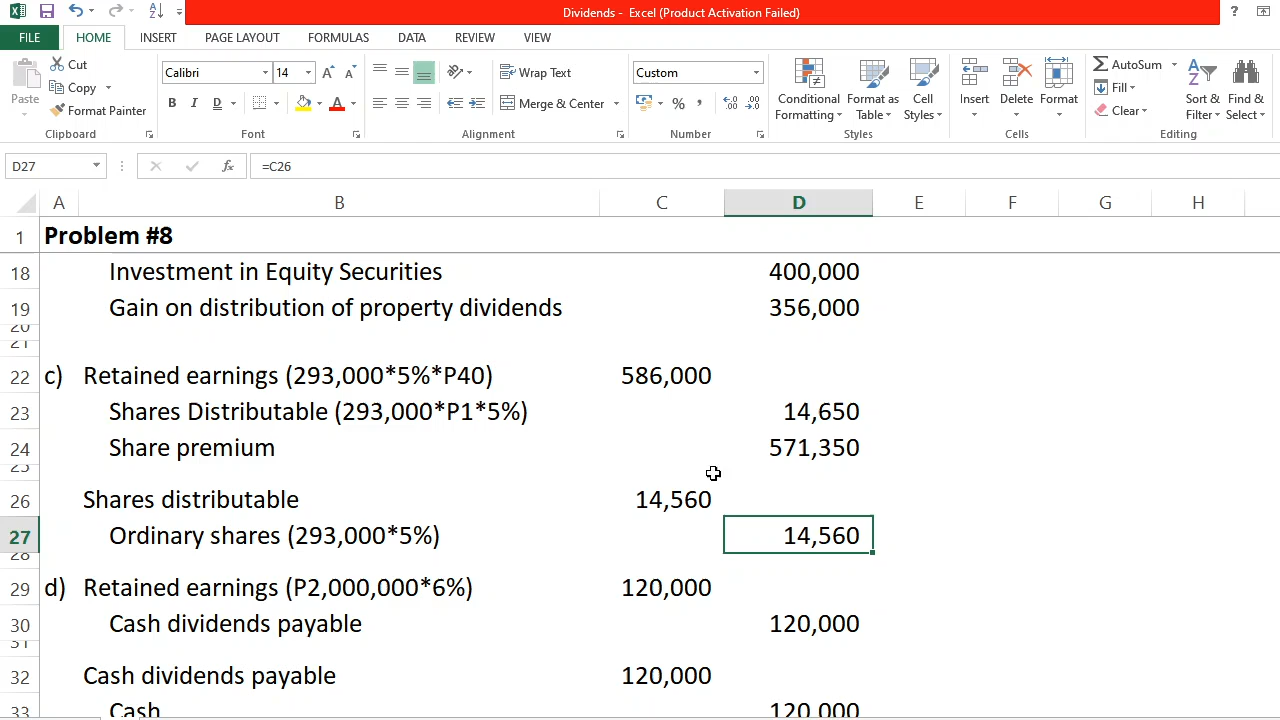 Dividends - Excel (Product Activation Failed)
?
FILE HOME INSERT PAGE LAYOUT FORMULAS DATA REVIEW VIEW
Paste
Cut
Copy
Format Painter
Clipboard
Calibri 14
B I U A
Font
Wrap Text
Merge & Center
Alignment
Custom
%
Number
Conditional Formatting
Format as Table
Cell Styles
Styles
Insert Delete Format
Cells
AutoSum
Fill
Clear
Sort & Filter
Find & Select
Editing
D27 fx =C26
A B C D E F G H
1 Problem #8
18 Investment in Equity Securities 400,000
19 Gain on distribution of property dividends 356,000
20
21
22 c) Retained earnings (293,000*5%*P40) 586,000
23 Shares Distributable (293,000*P1*5%) 14,650
24 Share premium 571,350
25
26 Shares distributable 14,560
27 Ordinary shares (293,000*5%) 14,560
28
29 d) Retained earnings (P2,000,000*6%) 120,000
30 Cash dividends payable 120,000
31
32 Cash dividends payable 120,000
33 Cash 120,000